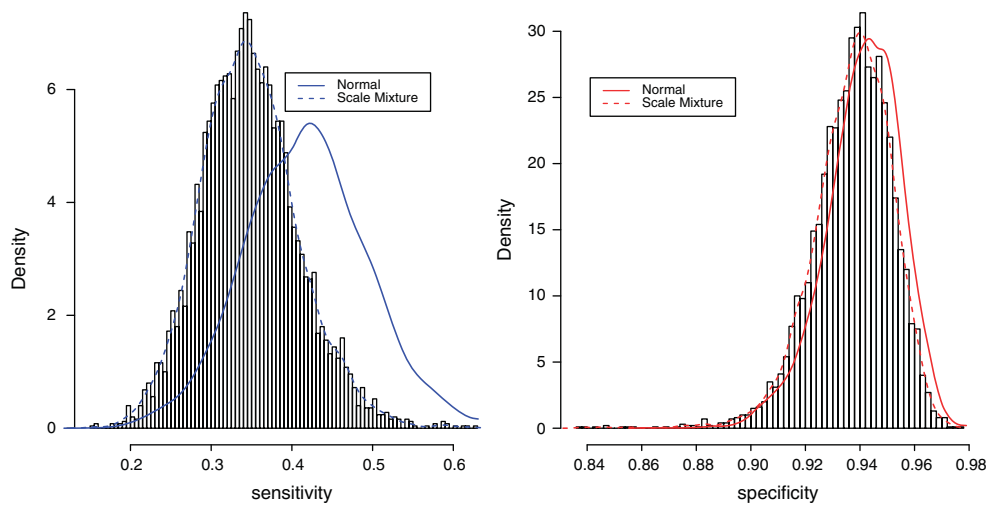 Density
6
4
2
0
Normal
Scale Mixture
0.2 0.3 0.4 0.5 0.6
sensitivity
Density
30
25
20
15
10
5
0
Normal
Scale Mixture
0.84 0.86 0.88 0.90 0.92 0.94 0.96 0.98
specificity